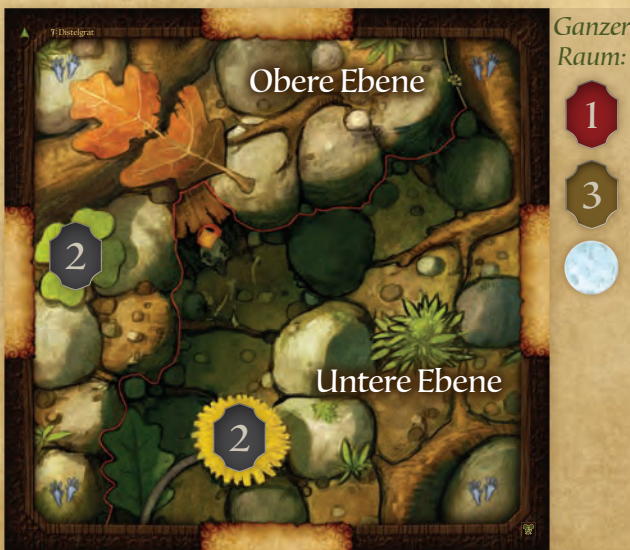 7: Distelgrat
Ganzer
Raum:
Obere Ebene
1
3
2
Untere Ebene
2